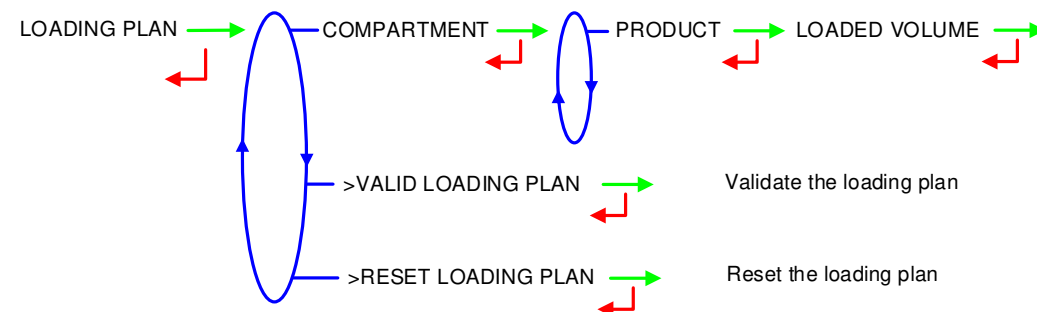 LOADING PLAN COMPARTMENT PRODUCT LOADED VOLUME
>VALID LOADING PLAN Validate the loading plan
>RESET LOADING PLAN Reset the loading plan